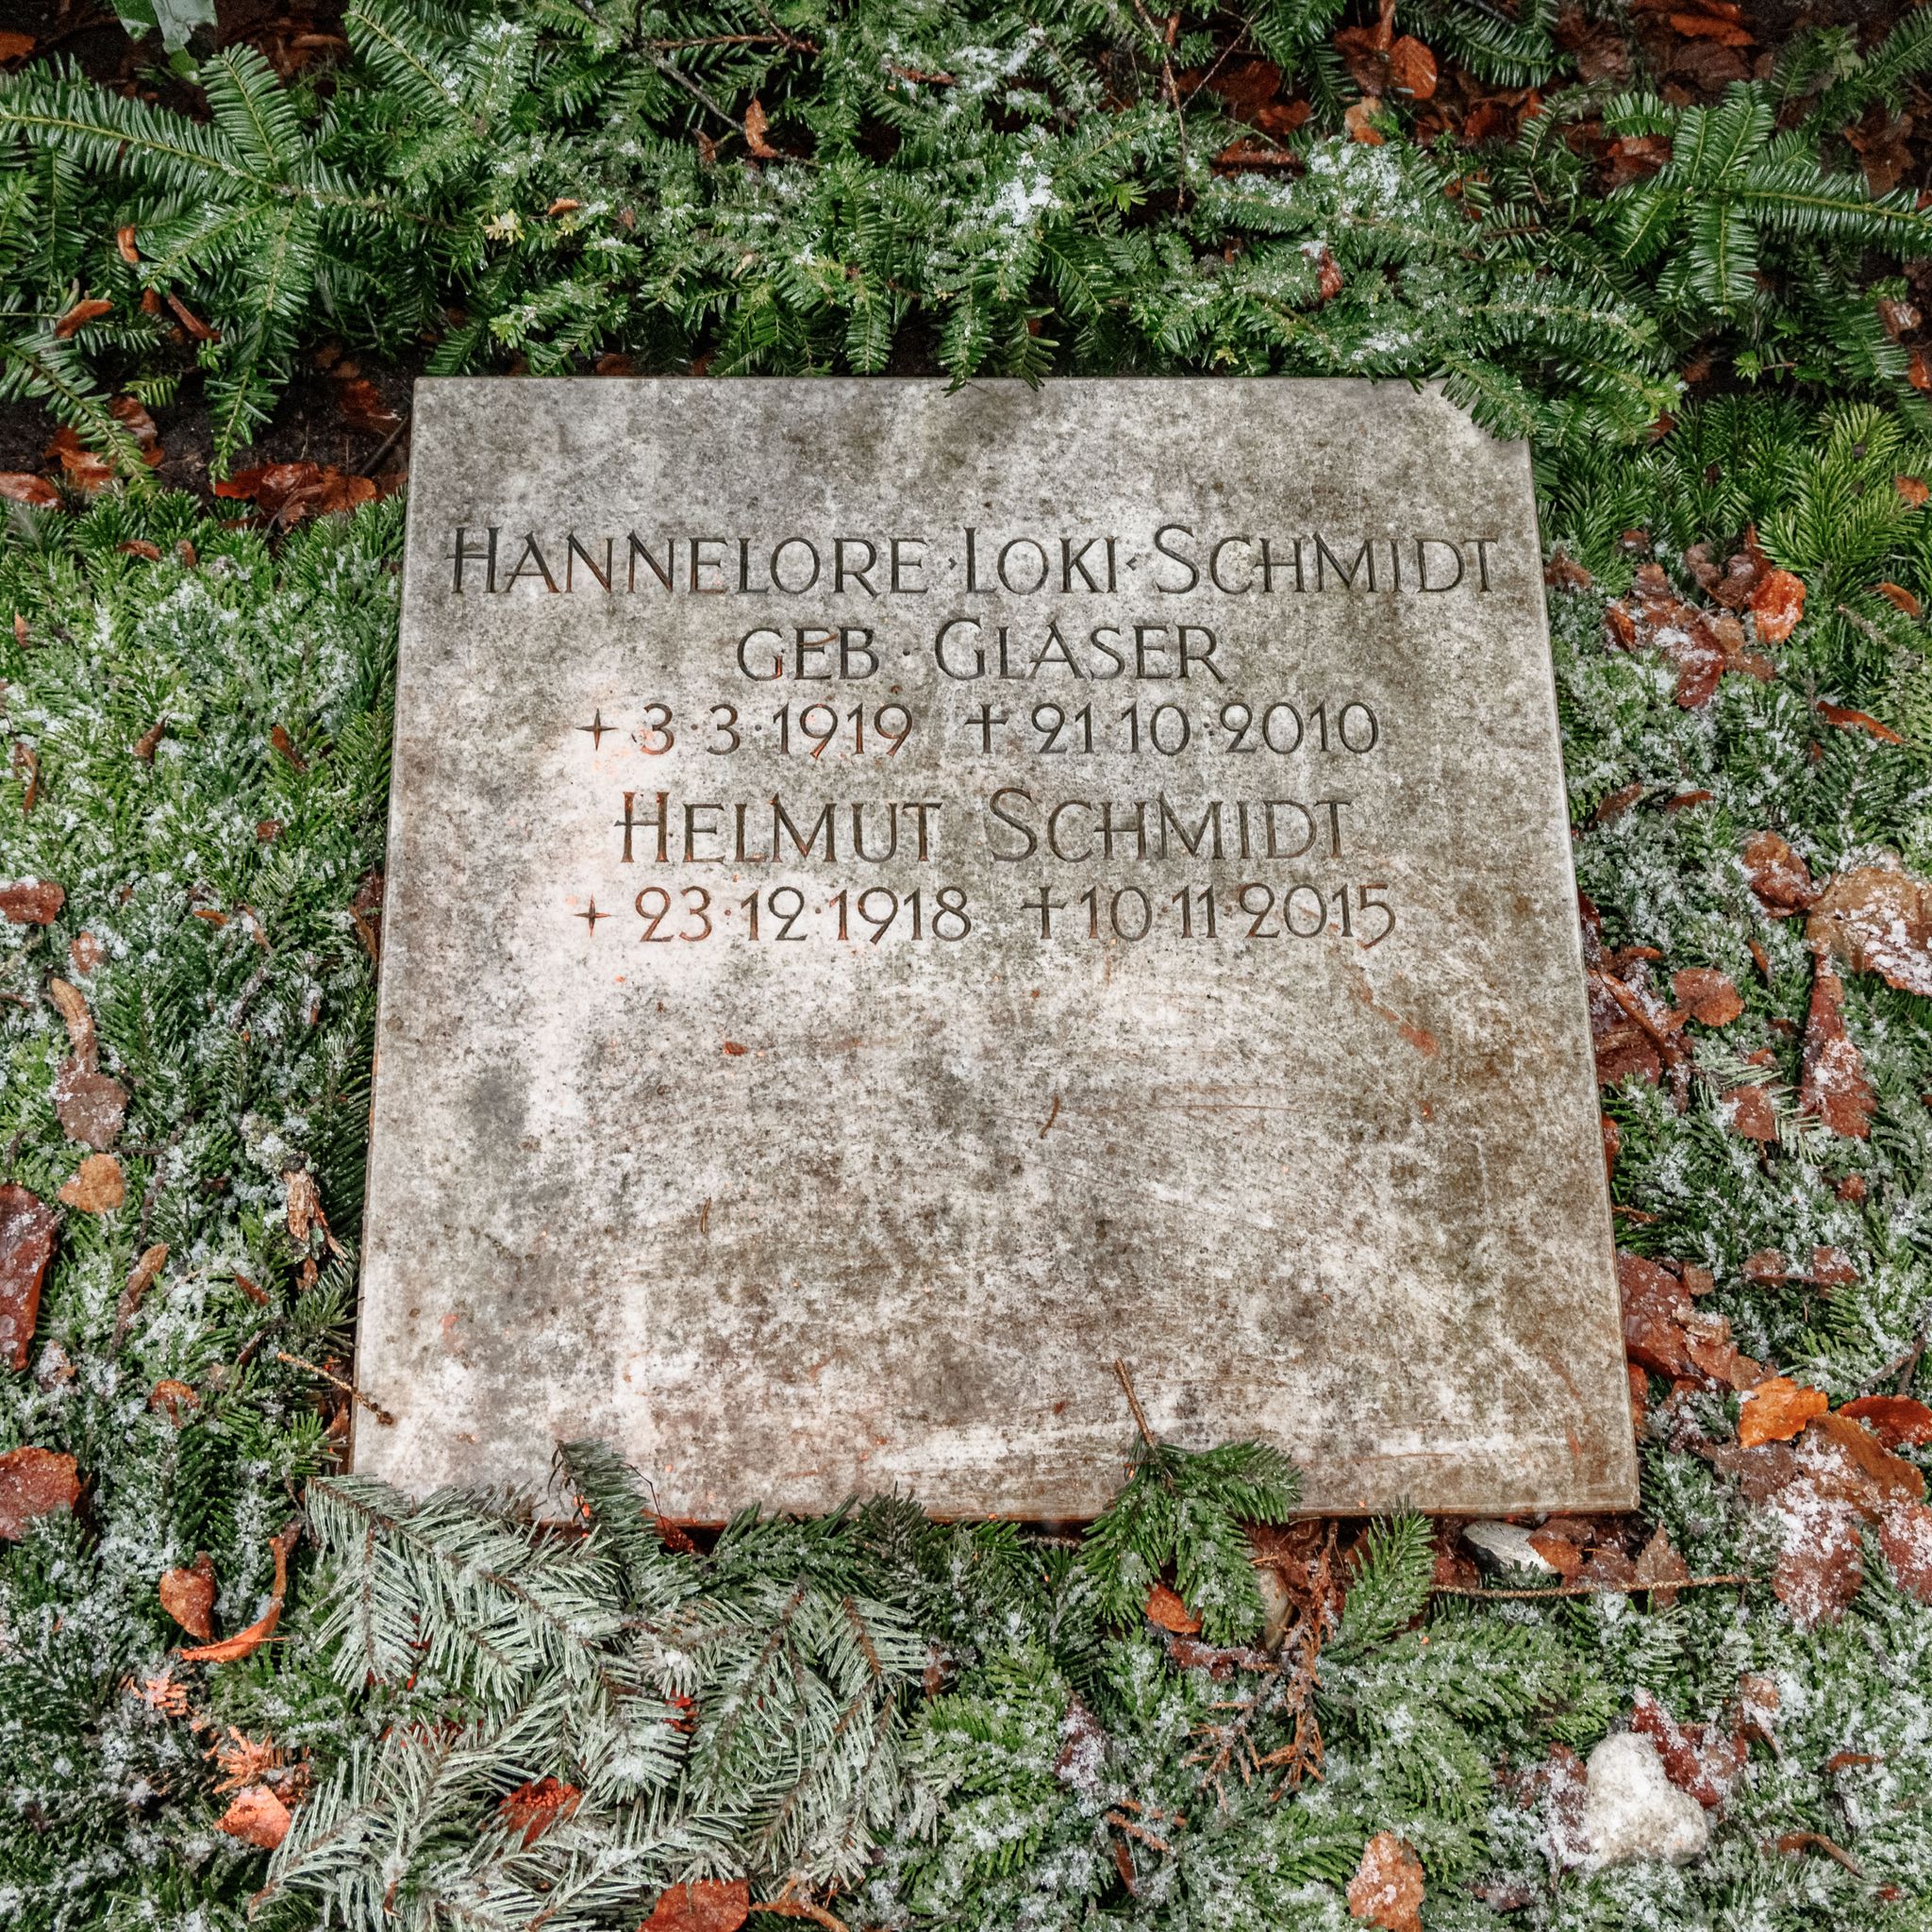 HANNELORE·LOKI·SCHMIDT
GEB· GLASER
+ 3·3·1919 † 21·10·2010
HELMUT SCHMIDT
+ 23·12·1918 † 10·11·2015